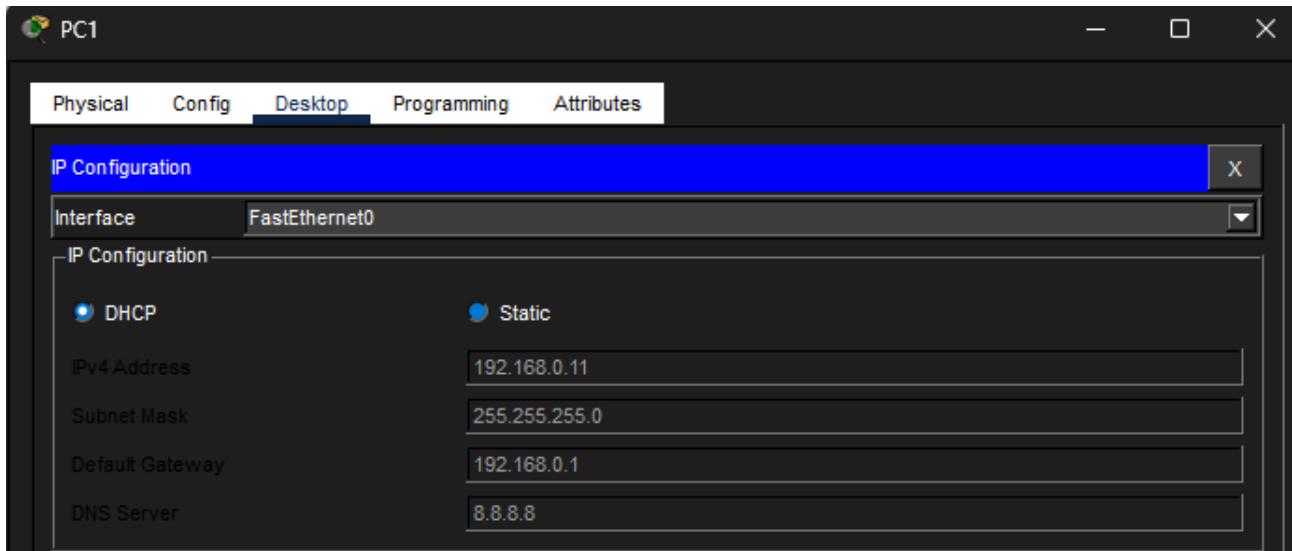 PC1
Physical Config Desktop Programming Attributes
IP Configuration X
Interface FastEthernet0
IP Configuration
DHCP Static
IPv4 Address 192.168.0.11
Subnet Mask 255.255.255.0
Default Gateway 192.168.0.1
DNS Server 8.8.8.8